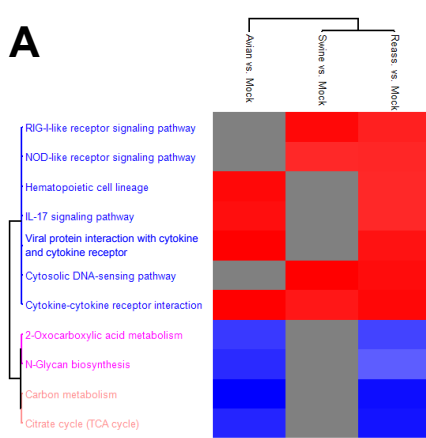 A
Avian vs. Mock
Swine vs. Mock
Reass. vs. Mock
RIG-I-like receptor signaling pathway
NOD-like receptor signaling pathway
Hematopoietic cell lineage
IL-17 signaling pathway
Viral protein interaction with cytokine
and cytokine receptor
Cytosolic DNA-sensing pathway
Cytokine-cytokine receptor interaction
2-Oxocarboxylic acid metabolism
N-Glycan biosynthesis
Carbon metabolism
Citrate cycle (TCA cycle)